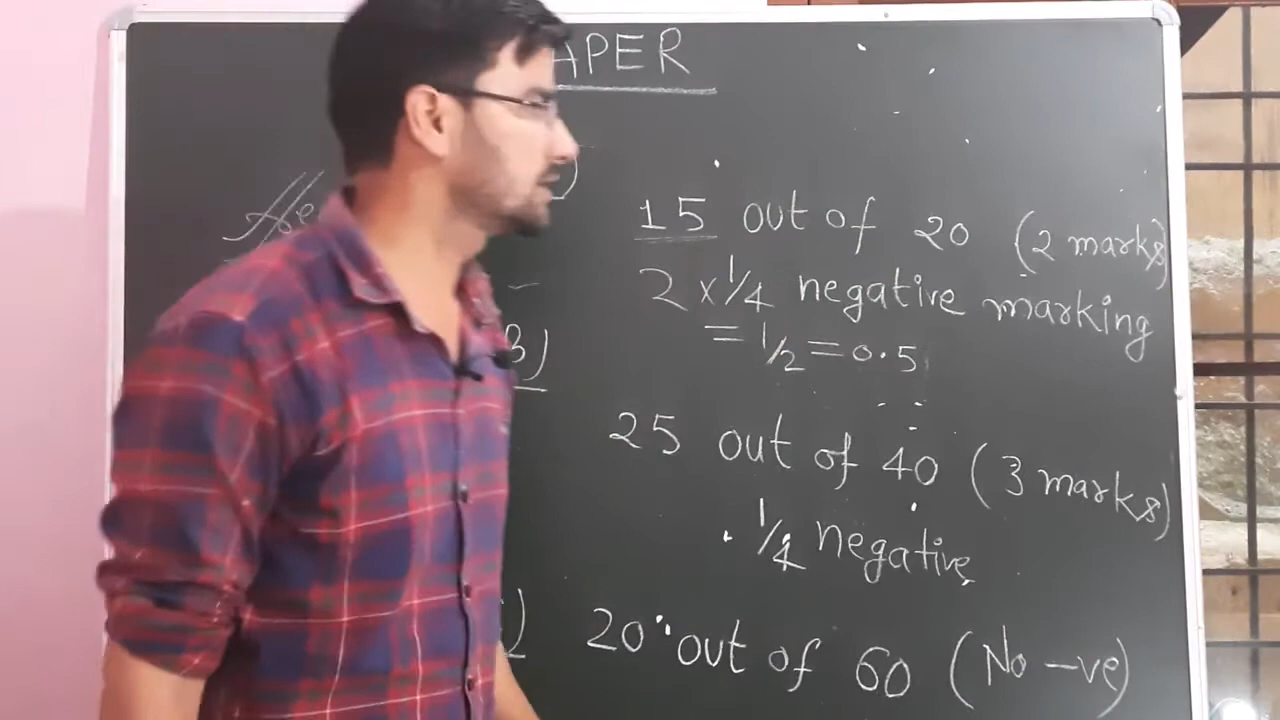 APER
15 out of 20 (2 marks)
2 x 1/4 negative marking
= 1/2 = 0.5
B)
25 out of 40 (3 marks)
1/4 negative
20 out of 60 (No -ve)